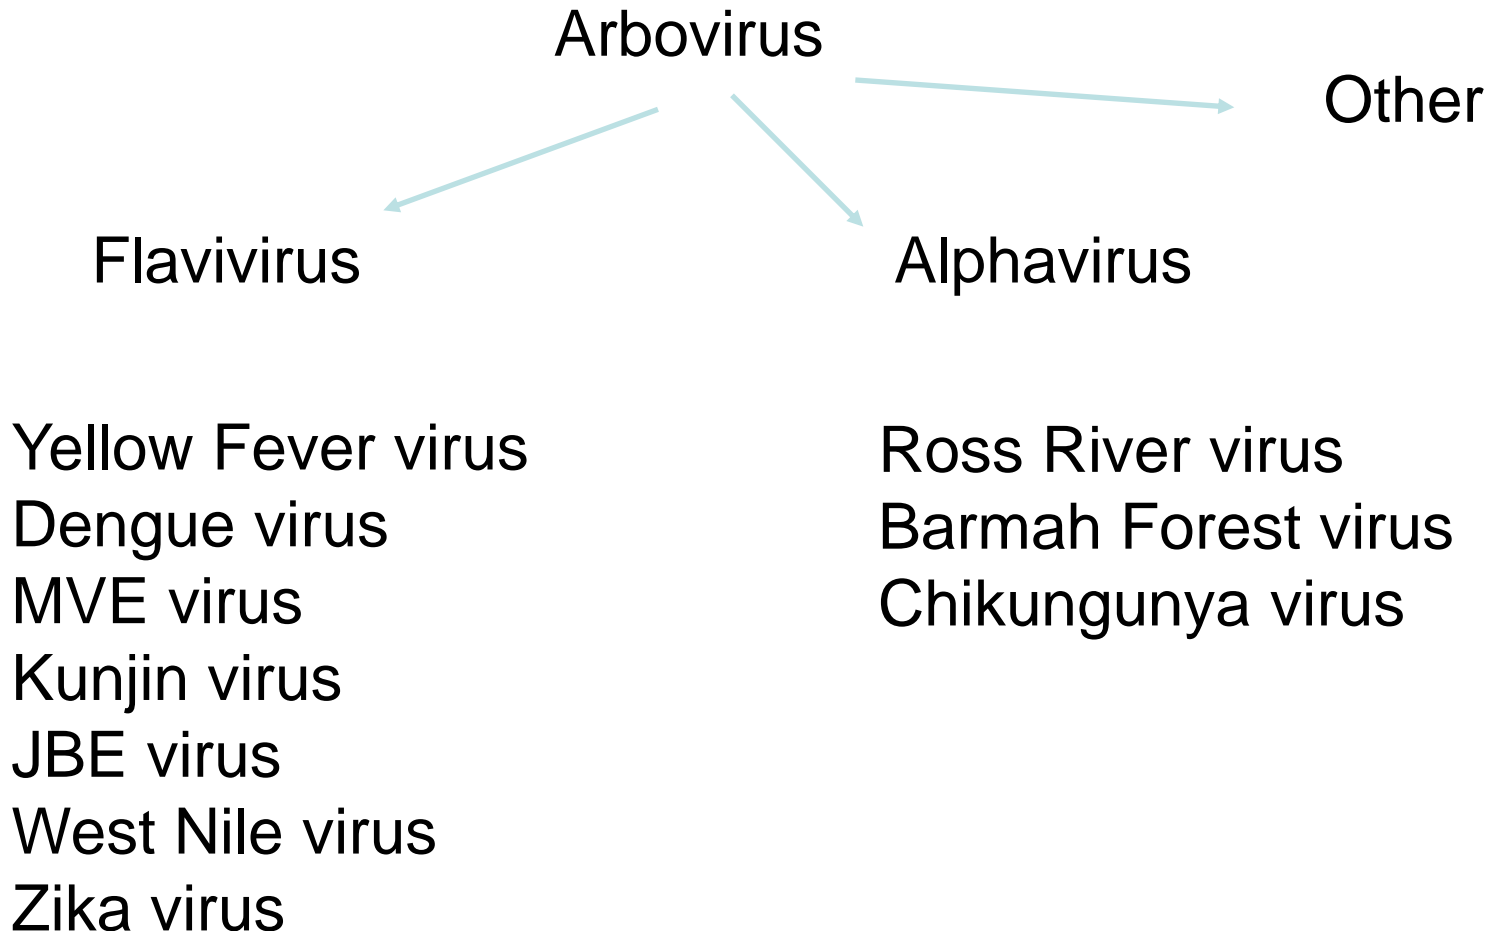 Arbovirus
Other
Flavivirus
Alphavirus
Yellow Fever virus
Dengue virus
MVE virus
Kunjin virus
JBE virus
West Nile virus
Zika virus
Ross River virus
Barmah Forest virus
Chikungunya virus